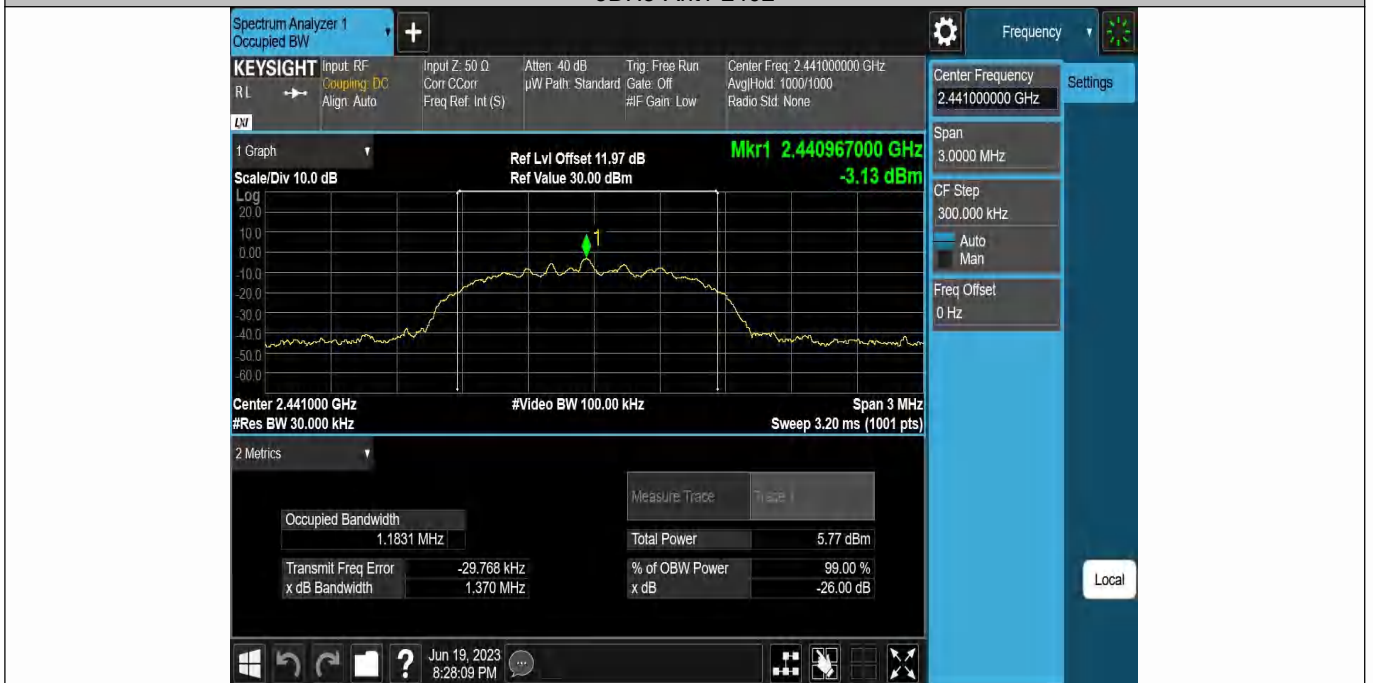 Spectrum Analyzer 1
Occupied BW
Frequency
KEYSIGHT
R L
LXI
Input: RF
Coupling: DC
Align: Auto
Input Z: 50 Ω
Corr CCorr
Freq Ref: Int (S)
Atten: 40 dB
µW Path: Standard
Trig: Free Run
Gate: Off
#IF Gain: Low
Center Freq: 2.441000000 GHz
Avg|Hold: 1000/1000
Radio Std: None
1 Graph
Scale/Div 10.0 dB
Ref Lvl Offset 11.97 dB
Ref Value 30.00 dBm
Mkr1 2.440967000 GHz
-3.13 dBm
Log
20.0
10.0
0.00
-10.0
-20.0
-30.0
-40.0
-50.0
-60.0
1
Center 2.441000 GHz
#Video BW 100.00 kHz
Span 3 MHz
#Res BW 30.000 kHz
Sweep 3.20 ms (1001 pts)
2 Metrics
Measure Trace
Trace 1
Occupied Bandwidth
1.1831 MHz
Total Power
5.77 dBm
Transmit Freq Error
-29.768 kHz
% of OBW Power
99.00 %
x dB Bandwidth
1.370 MHz
x dB
-26.00 dB
Center Frequency
2.441000000 GHz
Settings
Span
3.0000 MHz
CF Step
300.000 kHz
Auto
Man
Freq Offset
0 Hz
Local
?
Jun 19, 2023
8:28:09 PM